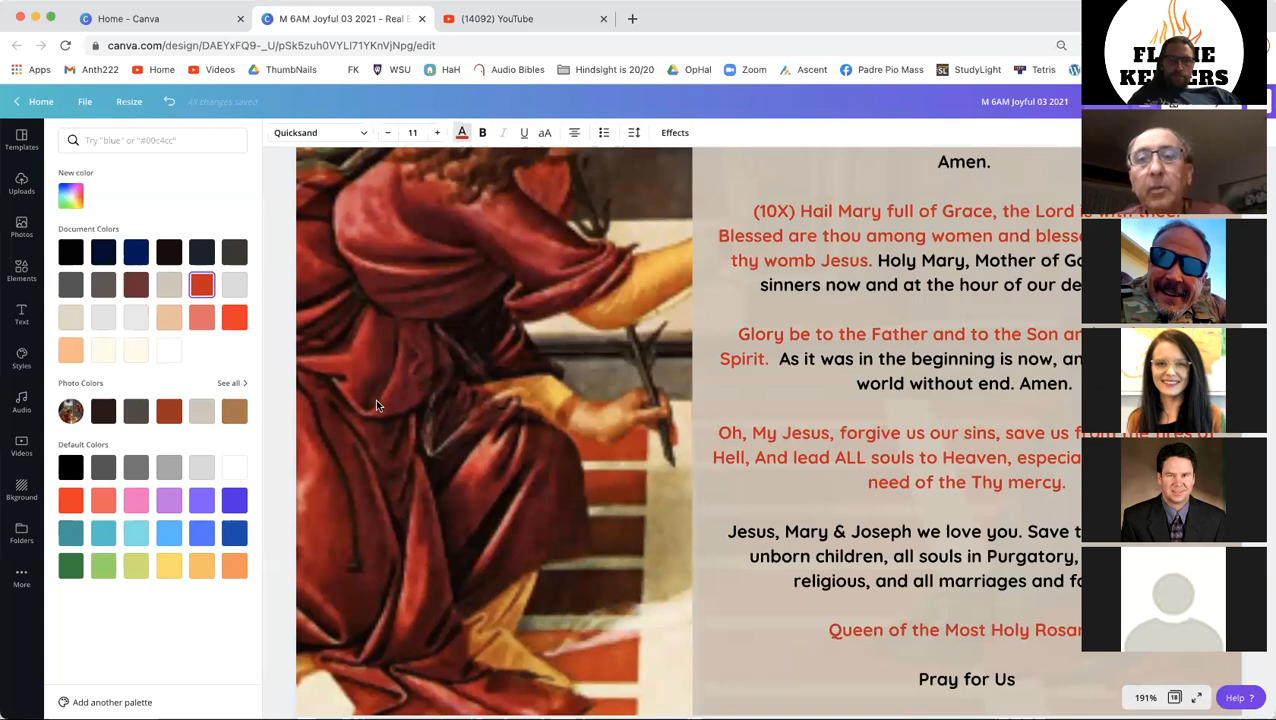 Home - Canva
M 6AM Joyful 03 2021 - Real E
(14092) YouTube
canva.com/design/DAEYxFQ9-_U/pSk5zuh0VYLl71YKnVjNpg/edit
Apps Anth222 Home Videos ThumbNails FK WSU HaH Audio Bibles Hindsight is 20/20 OpHal Zoom Ascent Padre Pio Mass StudyLight Tetris
Home File Resize All changes saved M 6AM Joyful 03 2021
Quicksand 11 A B I U aA Effects
Templates
Uploads
Photos
Elements
Text
Styles
Audio
Videos
Bkground
Folders
More
Try "blue" or "#00c4cc"
New color
Document Colors
Photo Colors See all
Default Colors
Add another palette
Amen.
(10X) Hail Mary full of Grace, the Lord is with thou.
Blessed are thou among women and bless
thy womb Jesus. Holy Mary, Mother of Go
sinners now and at the hour of our de
Glory be to the Father and to the Son an
Spirit. As it was in the beginning is now, an
world without end. Amen.
Oh, My Jesus, forgive us our sins, save us from the fires of
Hell, And lead ALL souls to Heaven, especia
need of the Thy mercy.
Jesus, Mary & Joseph we love you. Save t
unborn children, all souls in Purgatory,
religious, and all marriages and fa
Queen of the Most Holy Rosar
Pray for Us
191% 18 Help ?